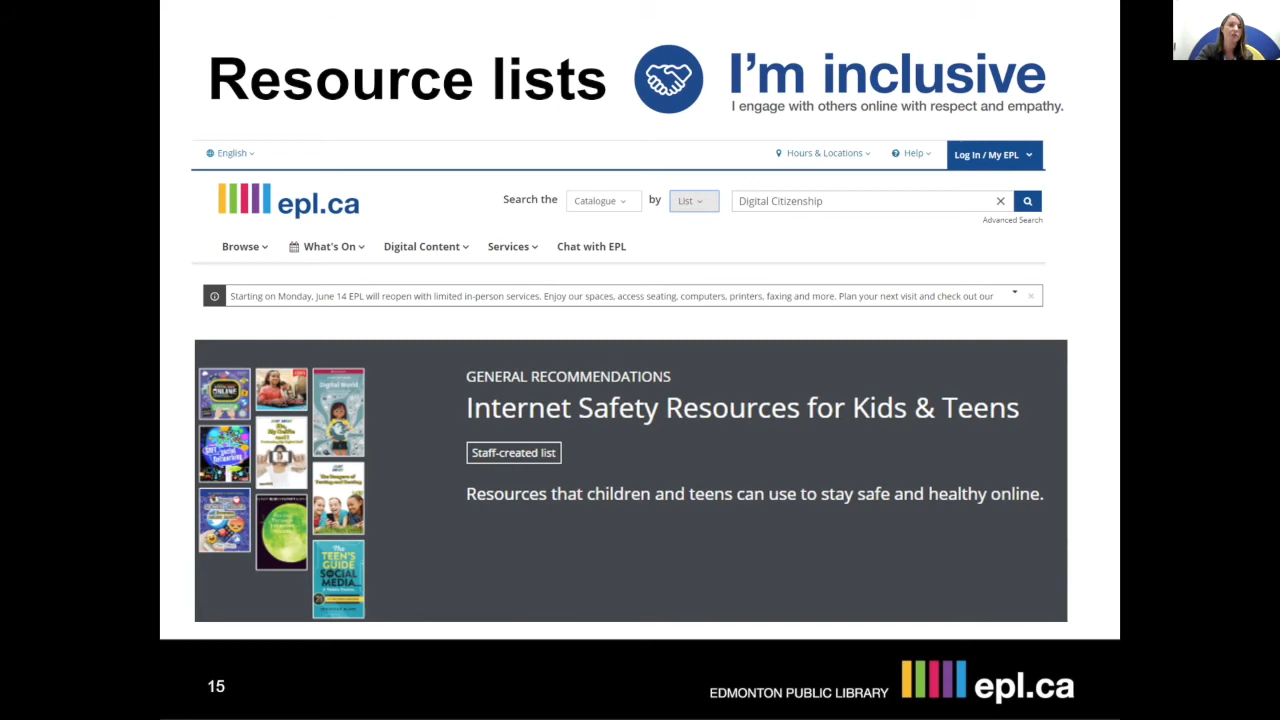 Resource lists
I'm inclusive
I engage with others online with respect and empathy.
English
Hours & Locations
Help
Log In / My EPL
epl.ca
Search the
Catalogue
by
List
Digital Citizenship
Advanced Search
Browse
What's On
Digital Content
Services
Chat with EPL
Starting on Monday, June 14 EPL will reopen with limited in-person services. Enjoy our spaces, access seating, computers, printers, faxing and more. Plan your next visit and check out our
GENERAL RECOMMENDATIONS
Internet Safety Resources for Kids & Teens
Staff-created list
Resources that children and teens can use to stay safe and healthy online.
ONLINE
Digital World
The
TEEN'S
GUIDE
SOCIAL
MEDIA
15
EDMONTON PUBLIC LIBRARY
epl.ca